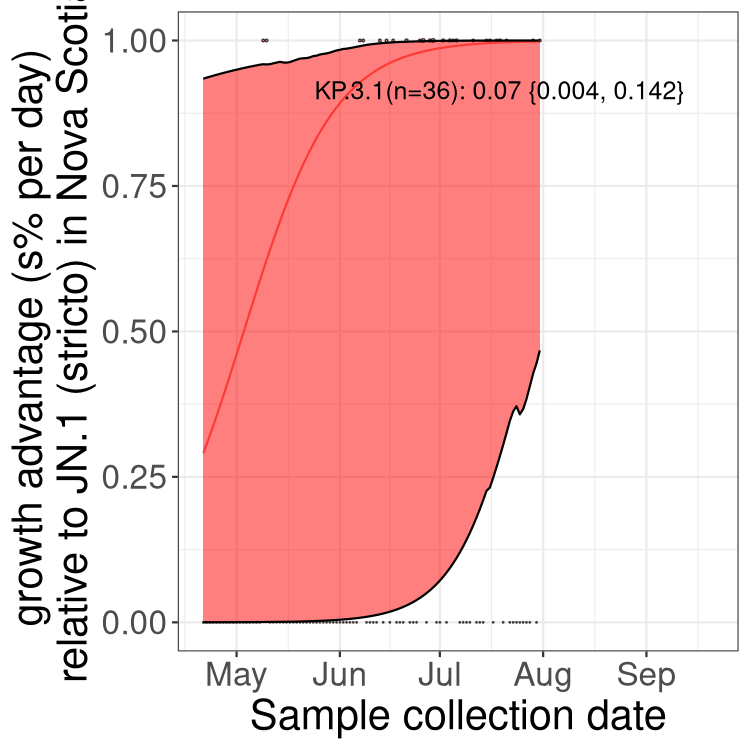 growth advantage (s% per day)
relative to JN.1 (stricto) in Nova Scotia
1.00
0.75
0.50
0.25
0.00
KP.3.1(n=36): 0.07 {0.004, 0.142}
May Jun Jul Aug Sep
Sample collection date